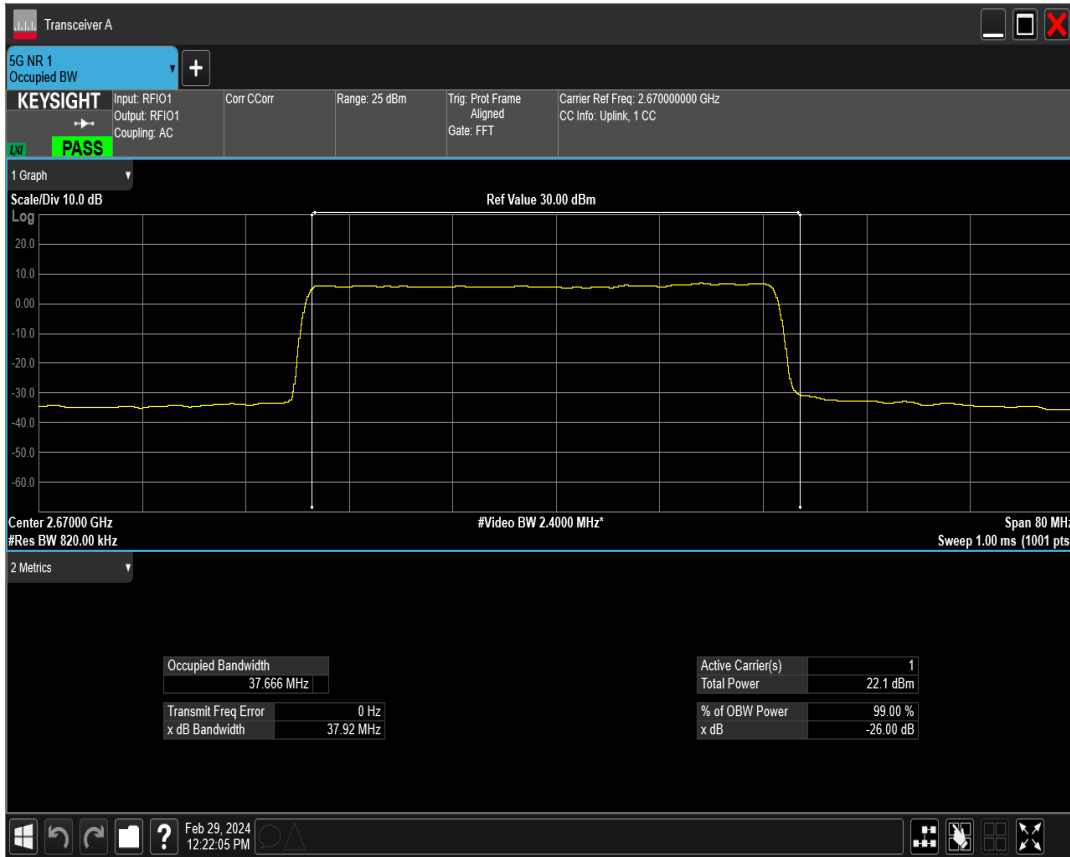 Transceiver A
5G NR 1
Occupied BW
+
KEYSIGHT
Input: RFIO1
Output: RFIO1
Coupling: AC
Corr CCorr
Range: 25 dBm
Trig: Prot Frame
Aligned
Gate: FFT
Carrier Ref Freq: 2.670000000 GHz
CC Info: Uplink, 1 CC
LXI
PASS
1 Graph
Scale/Div 10.0 dB
Ref Value 30.00 dBm
Log
20.0
10.0
0.00
-10.0
-20.0
-30.0
-40.0
-50.0
-60.0
Center 2.67000 GHz
#Video BW 2.4000 MHz*
Span 80 MHz
#Res BW 820.00 kHz
Sweep 1.00 ms (1001 pts
2 Metrics
Occupied Bandwidth
37.666 MHz
Transmit Freq Error 0 Hz
x dB Bandwidth 37.92 MHz
Active Carrier(s) 1
Total Power 22.1 dBm
% of OBW Power 99.00 %
x dB -26.00 dB
?
Feb 29, 2024
12:22:05 PM